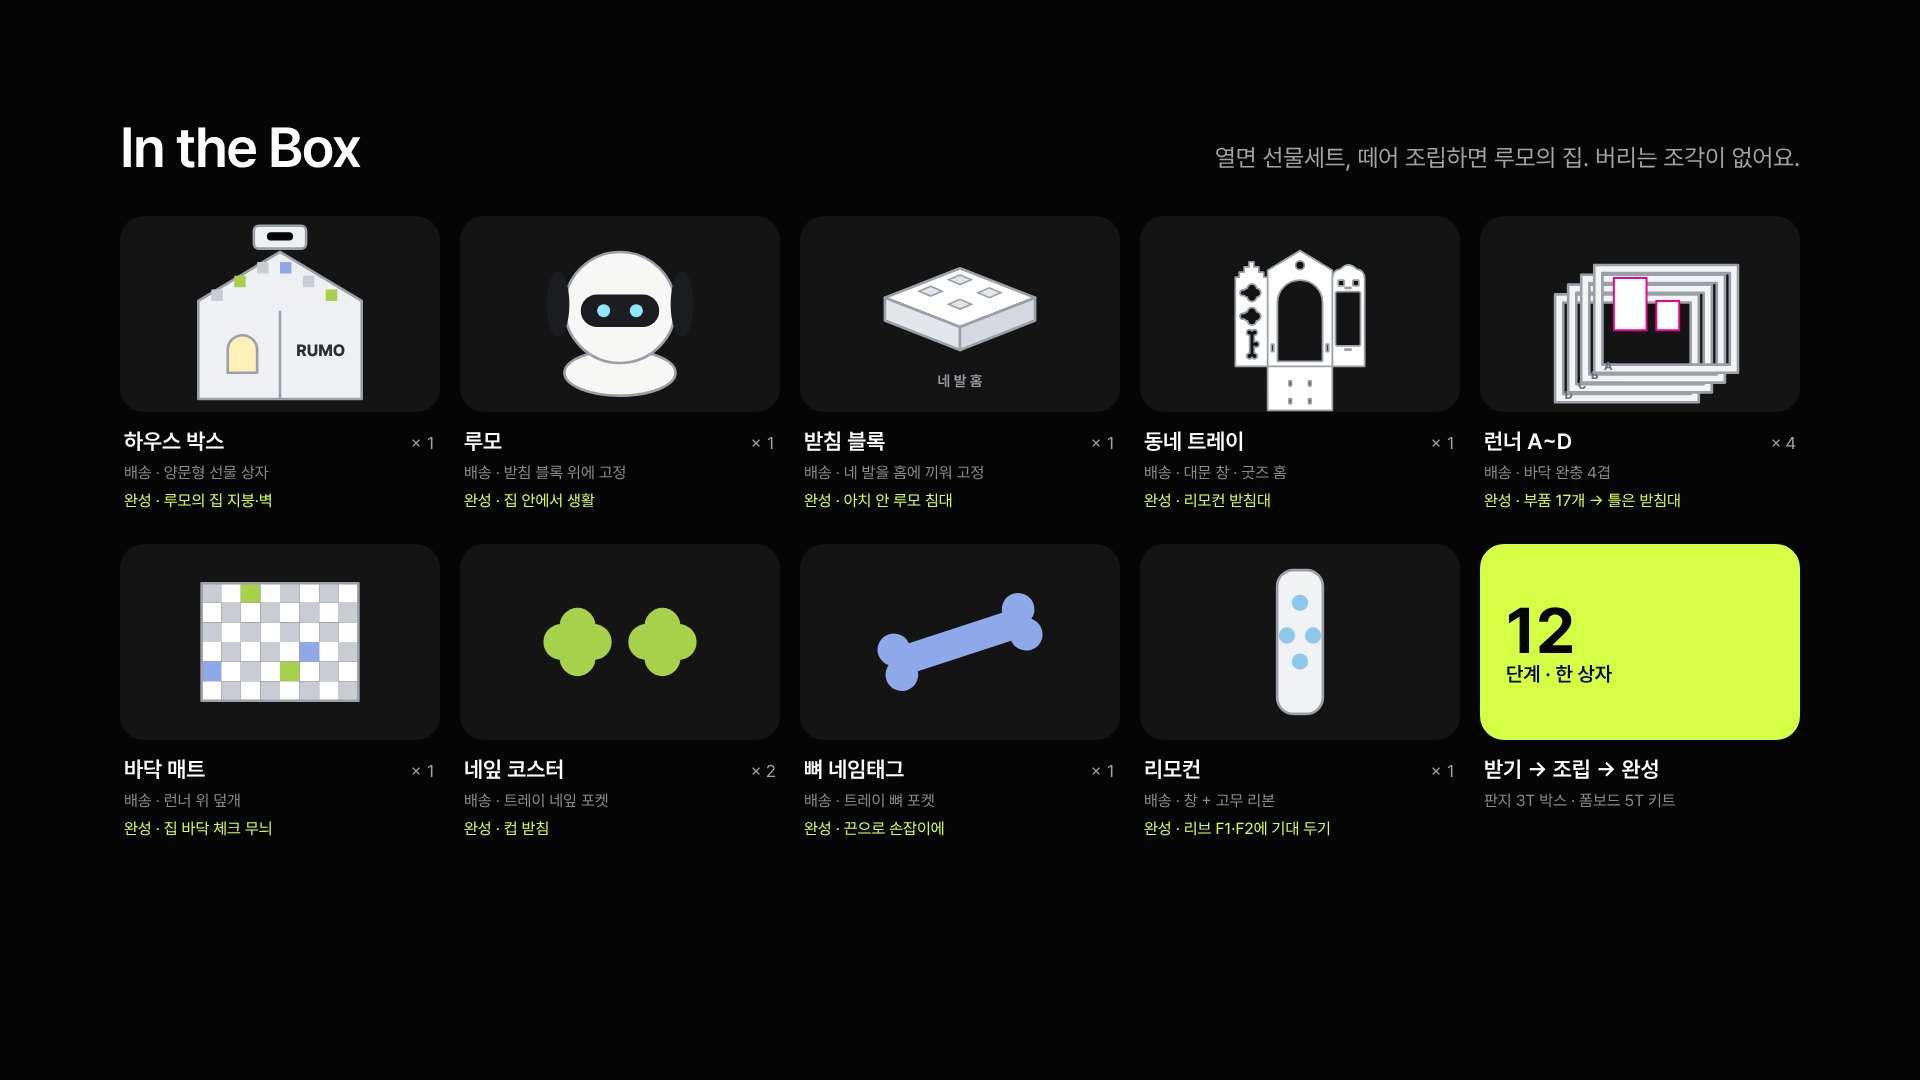 In the Box
열면 선물세트, 떼어 조립하면 루모의 집. 버리는 조각이 없어요.
RUMO
네 발 홈
A
B
C
D
하우스 박스 × 1
배송 · 양문형 선물 상자
완성 · 루모의 집 지붕·벽
루모 × 1
배송 · 받침 블록 위에 고정
완성 · 집 안에서 생활
받침 블록 × 1
배송 · 네 발을 홈에 끼워 고정
완성 · 아치 안 루모 침대
동네 트레이 × 1
배송 · 대문 창 · 굿즈 홈
완성 · 리모컨 받침대
런너 A~D × 4
배송 · 바닥 완충 4겹
완성 · 부품 17개 → 틀은 받침대
12
단계 · 한 상자
바닥 매트 × 1
배송 · 런너 위 덮개
완성 · 집 바닥 체크 무늬
네잎 코스터 × 2
배송 · 트레이 네잎 포켓
완성 · 컵 받침
뼈 네임태그 × 1
배송 · 트레이 뼈 포켓
완성 · 끈으로 손잡이에
리모컨 × 1
배송 · 창 + 고무 리본
완성 · 리브 F1·F2에 기대 두기
받기 → 조립 → 완성
판지 3T 박스 · 폼보드 5T 키트